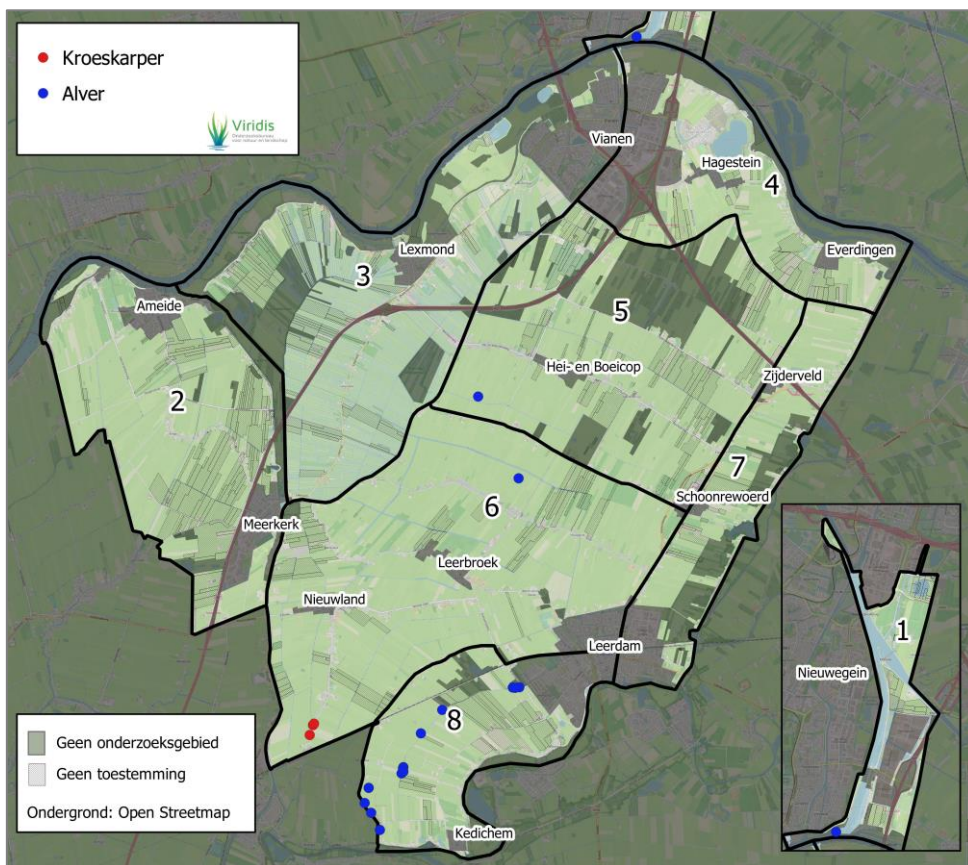 Kroeskarper
Alver
Viridis
Vianen
Hagestein
4
Everdingen
Lexmond
3
Ameide
5
Hei- en Boeicop
Zijderveld
2
7
Schoonrewoerd
Meerkerk
6
Leerbroek
Nieuwland
Leerdam
1
Nieuwegein
8
Kedichem
Geen onderzoeksgebied
Geen toestemming
Ondergrond: Open Streetmap